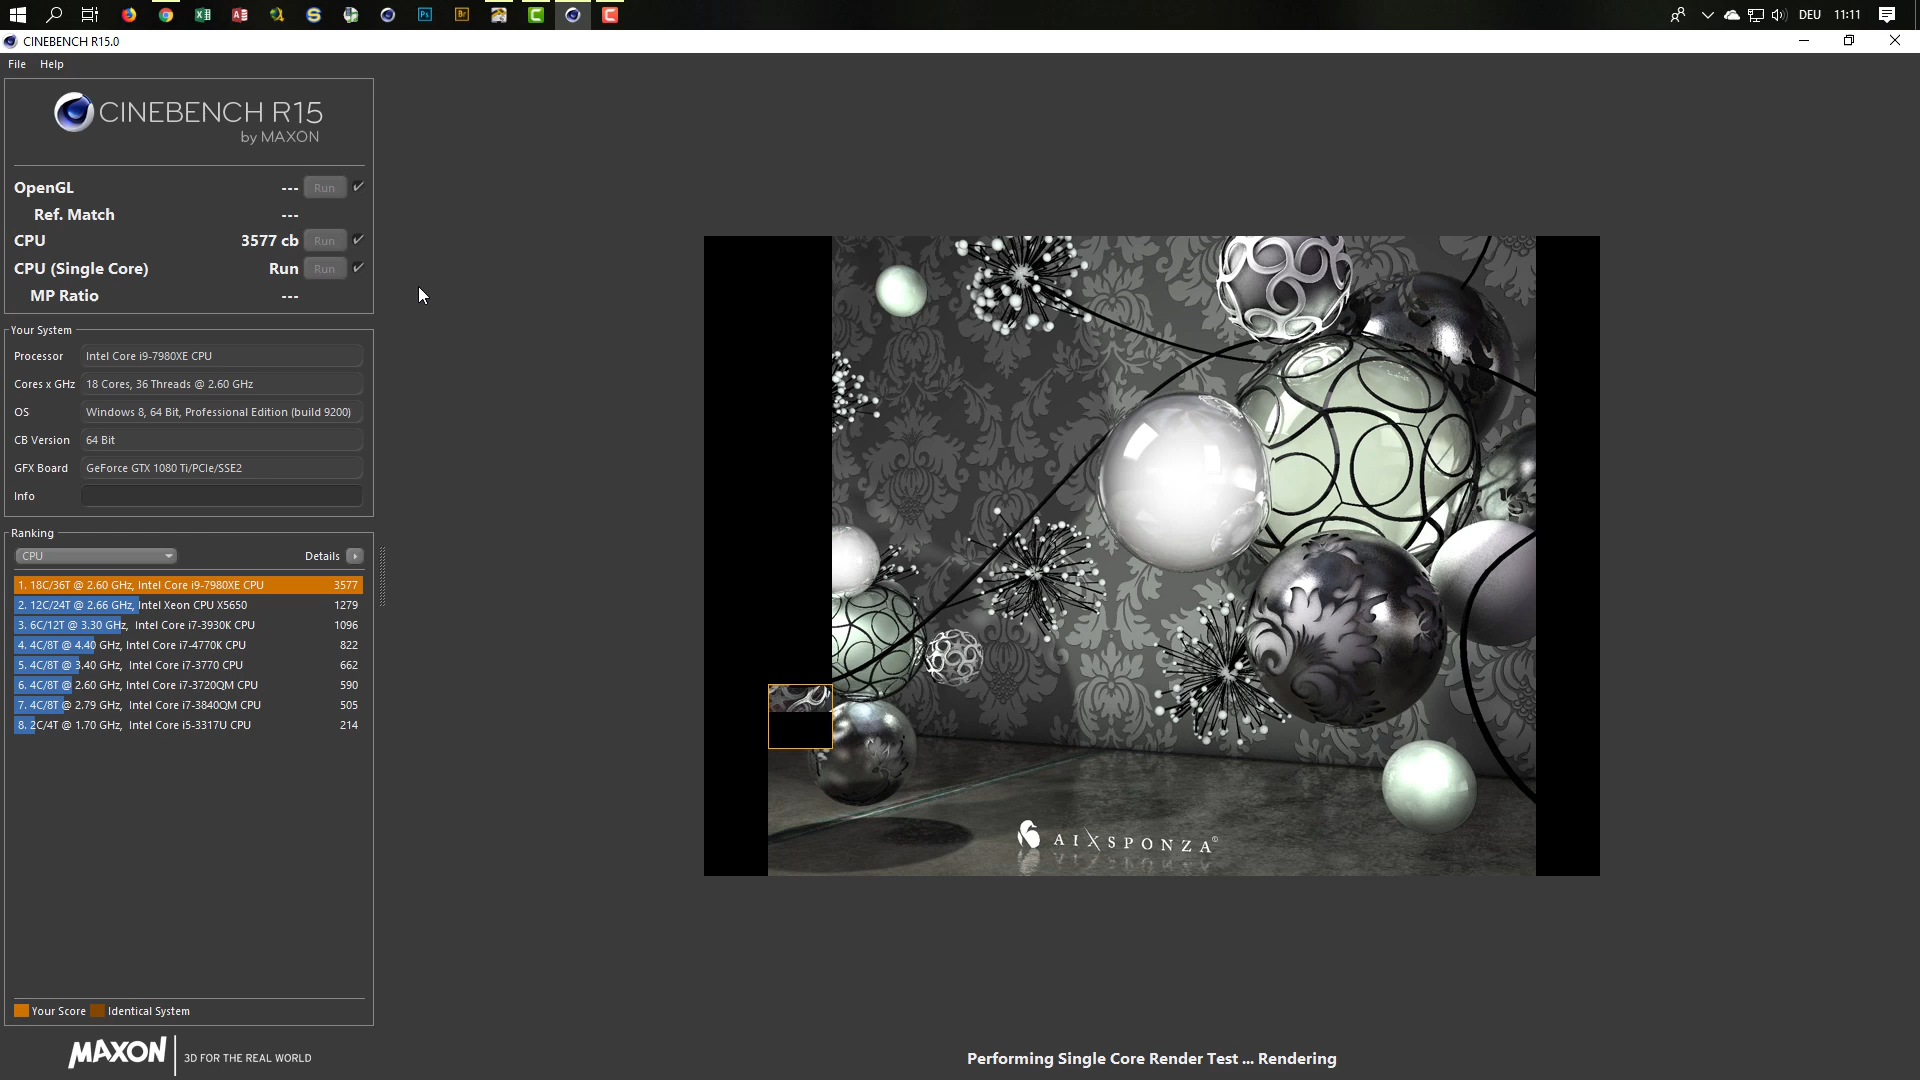 DEU 11:11
CINEBENCH R15.0
File Help
CINEBENCH R15
by MAXON
OpenGL --- Run
Ref. Match ---
CPU 3577 cb Run
CPU (Single Core) Run Run
MP Ratio ---
Your System
Processor Intel Core i9-7980XE CPU
Cores x GHz 18 Cores, 36 Threads @ 2.60 GHz
OS Windows 8, 64 Bit, Professional Edition (build 9200)
CB Version 64 Bit
GFX Board GeForce GTX 1080 Ti/PCIe/SSE2
Info
Ranking
CPU Details
1. 18C/36T @ 2.60 GHz, Intel Core i9-7980XE CPU 3577
2. 12C/24T @ 2.66 GHz, Intel Xeon CPU X5650 1279
3. 6C/12T @ 3.30 GHz, Intel Core i7-3930K CPU 1096
4. 4C/8T @ 4.40 GHz, Intel Core i7-4770K CPU 822
5. 4C/8T @ 3.40 GHz, Intel Core i7-3770 CPU 662
6. 4C/8T @ 2.60 GHz, Intel Core i7-3720QM CPU 590
7. 4C/8T @ 2.79 GHz, Intel Core i7-3840QM CPU 505
8. 2C/4T @ 1.70 GHz, Intel Core i5-3317U CPU 214
AIXSPONZA©
Your Score Identical System
MAXON 3D FOR THE REAL WORLD
Performing Single Core Render Test ... Rendering